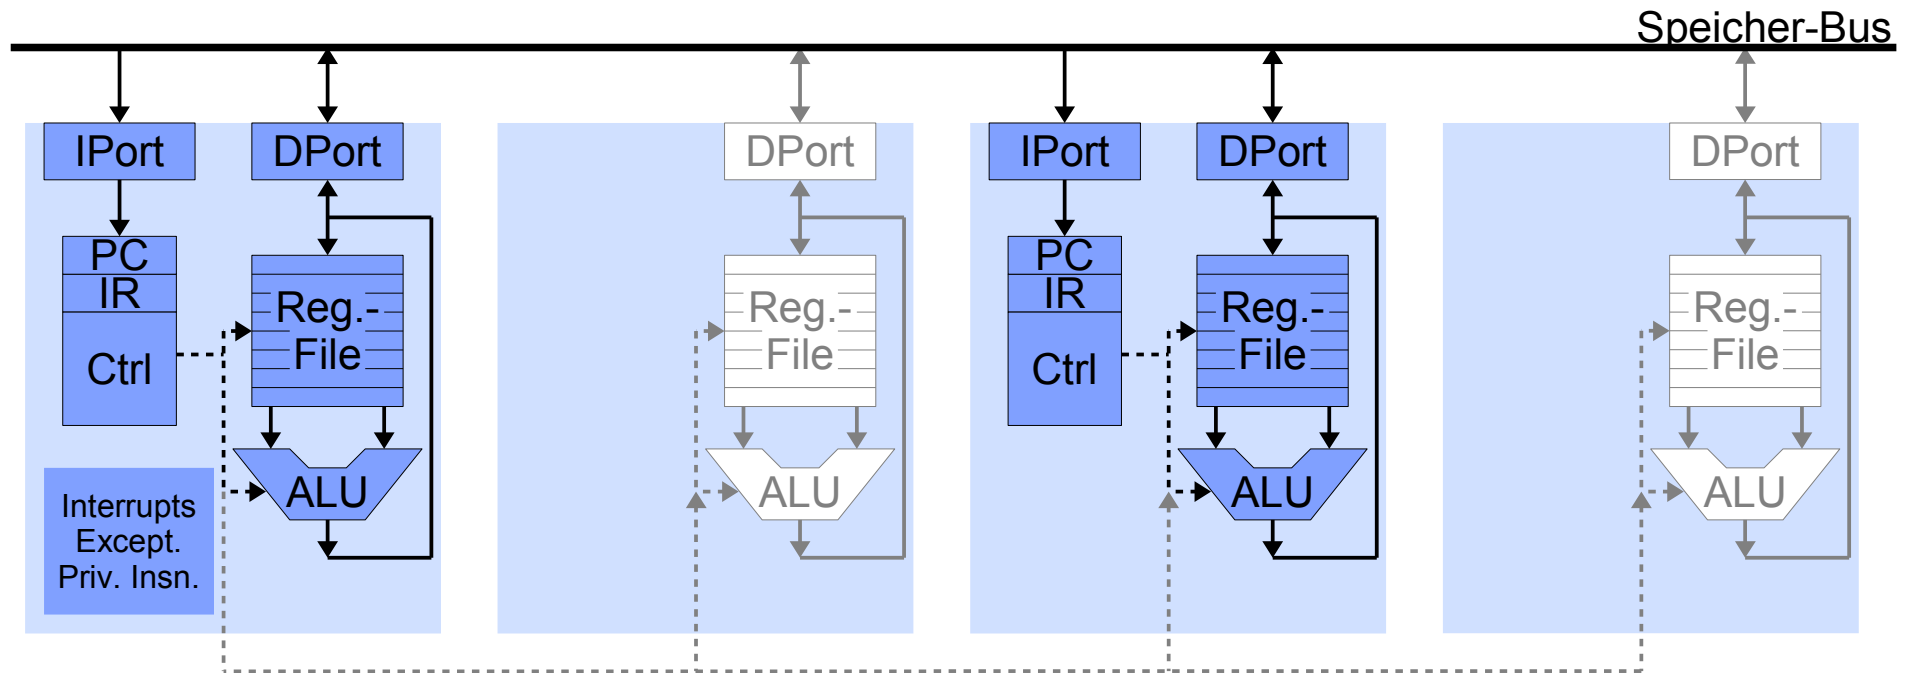 Speicher-Bus
IPort
DPort
DPort
IPort
DPort
DPort
PC
IR
Ctrl
Reg.-
File
ALU
Interrupts
Except.
Priv. Insn.
Reg.-
File
ALU
PC
IR
Ctrl
Reg.-
File
ALU
Reg.-
File
ALU